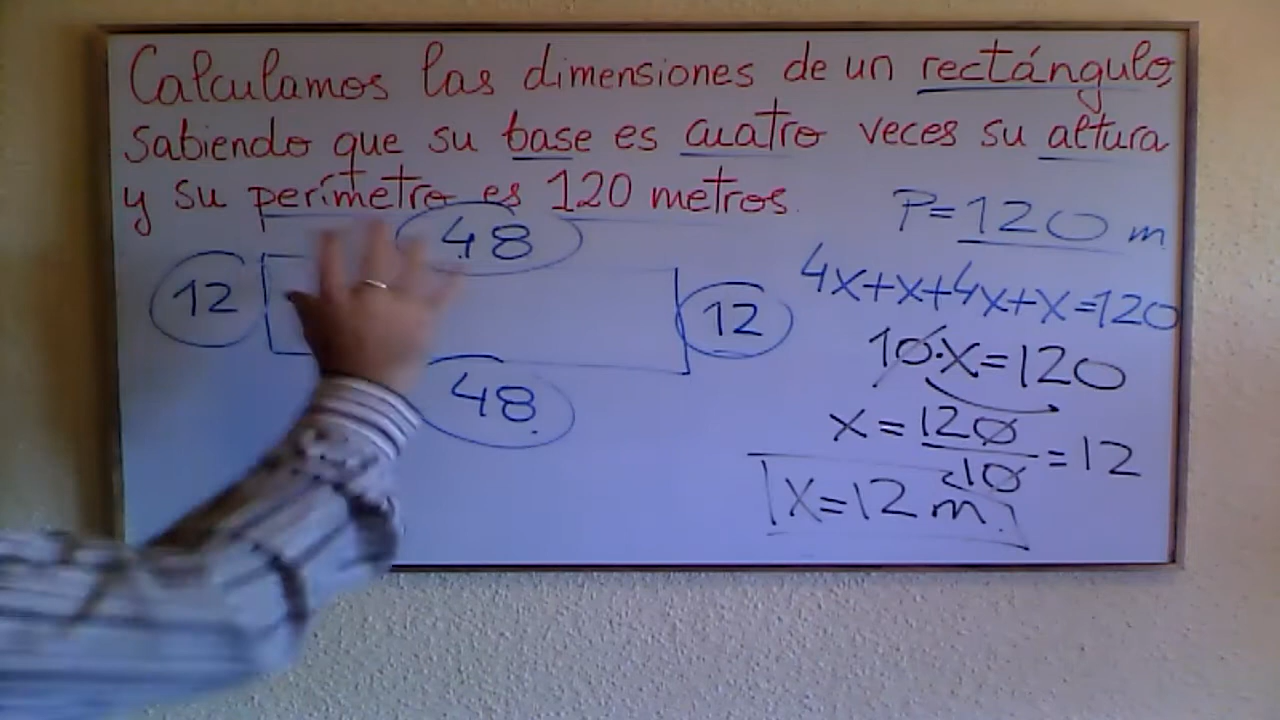 Calculamos las dimensiones de un rectángulo,
sabiendo que su base es cuatro veces su altura
y su perímetro es 120 metros.
P=120 m
48
12
12
48
4x+x+4x+x=120
10·x=120
x=120/10=12
x=12 m.